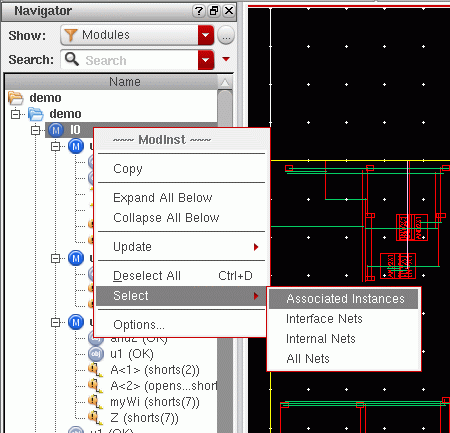 Navigator
Show: Modules
Search: Search
Name
demo
demo
I0
~~~ ModInst ~~~
Copy
Expand All Below
Collapse All Below
Update
Deselect All Ctrl+D
Select
Options...
Associated Instances
Interface Nets
Internal Nets
All Nets
u1 (OK)
A<1> (shorts(2))
A<2> (opens...short
myWi (shorts(7))
Z (shorts(7))
u1 (OK)